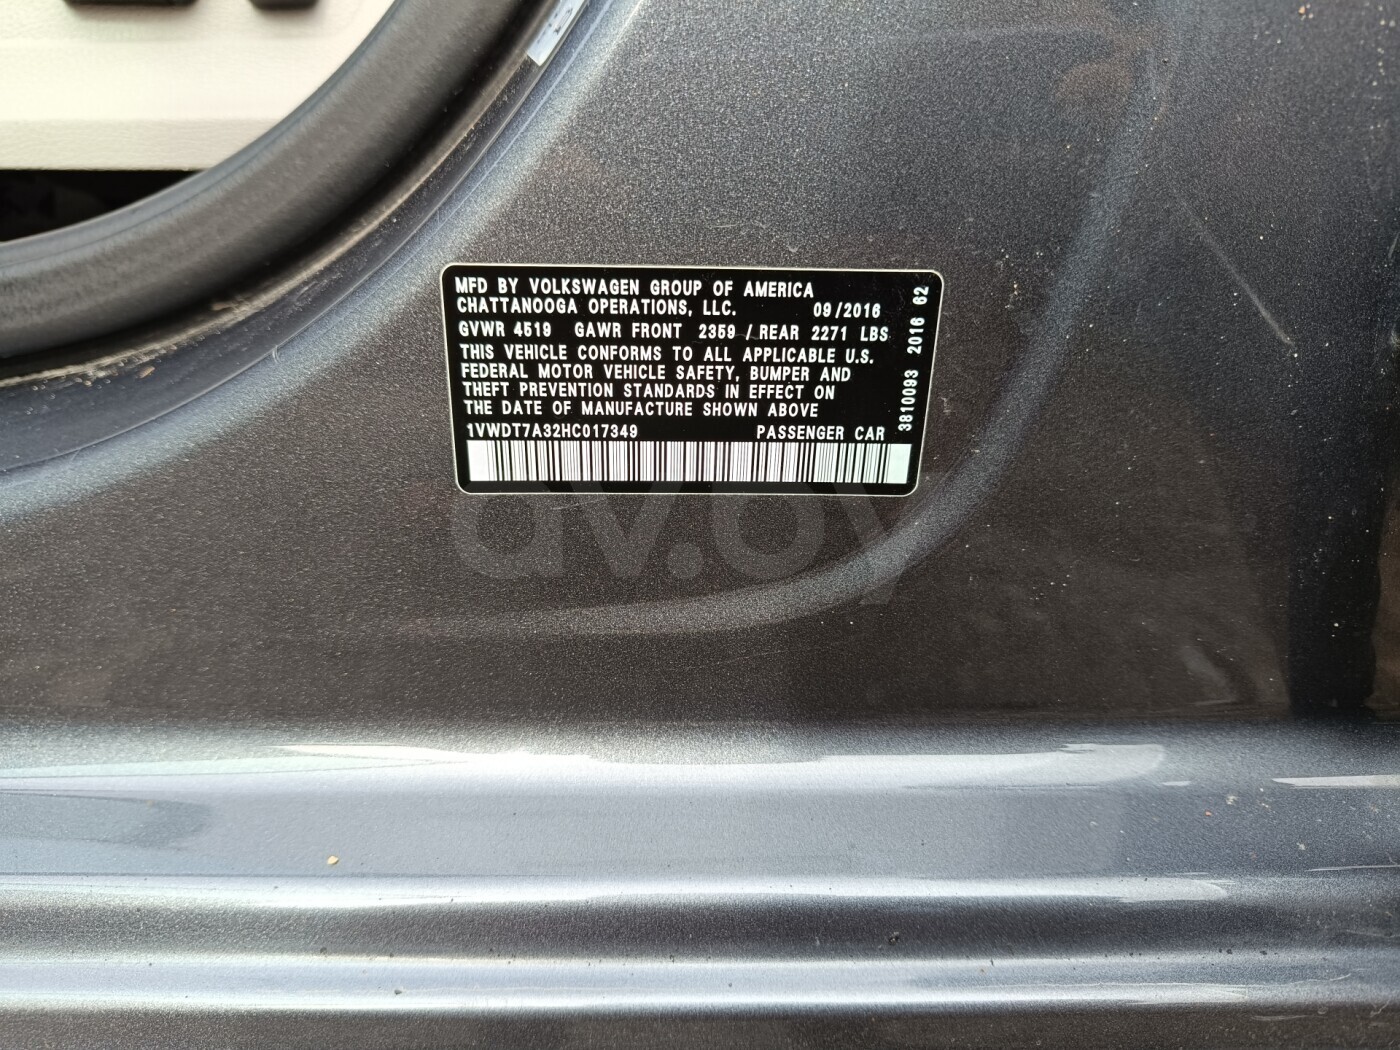 MFD BY VOLKSWAGEN GROUP OF AMERICA
CHATTANOOGA OPERATIONS, LLC. 09/2016
GVWR 4519 GAWR FRONT 2359 / REAR 2271 LBS
THIS VEHICLE CONFORMS TO ALL APPLICABLE U.S.
FEDERAL MOTOR VEHICLE SAFETY, BUMPER AND
THEFT PREVENTION STANDARDS IN EFFECT ON
THE DATE OF MANUFACTURE SHOWN ABOVE
1VWDT7A32HC017349 PASSENGER CAR
3810093 2016 62
av.by